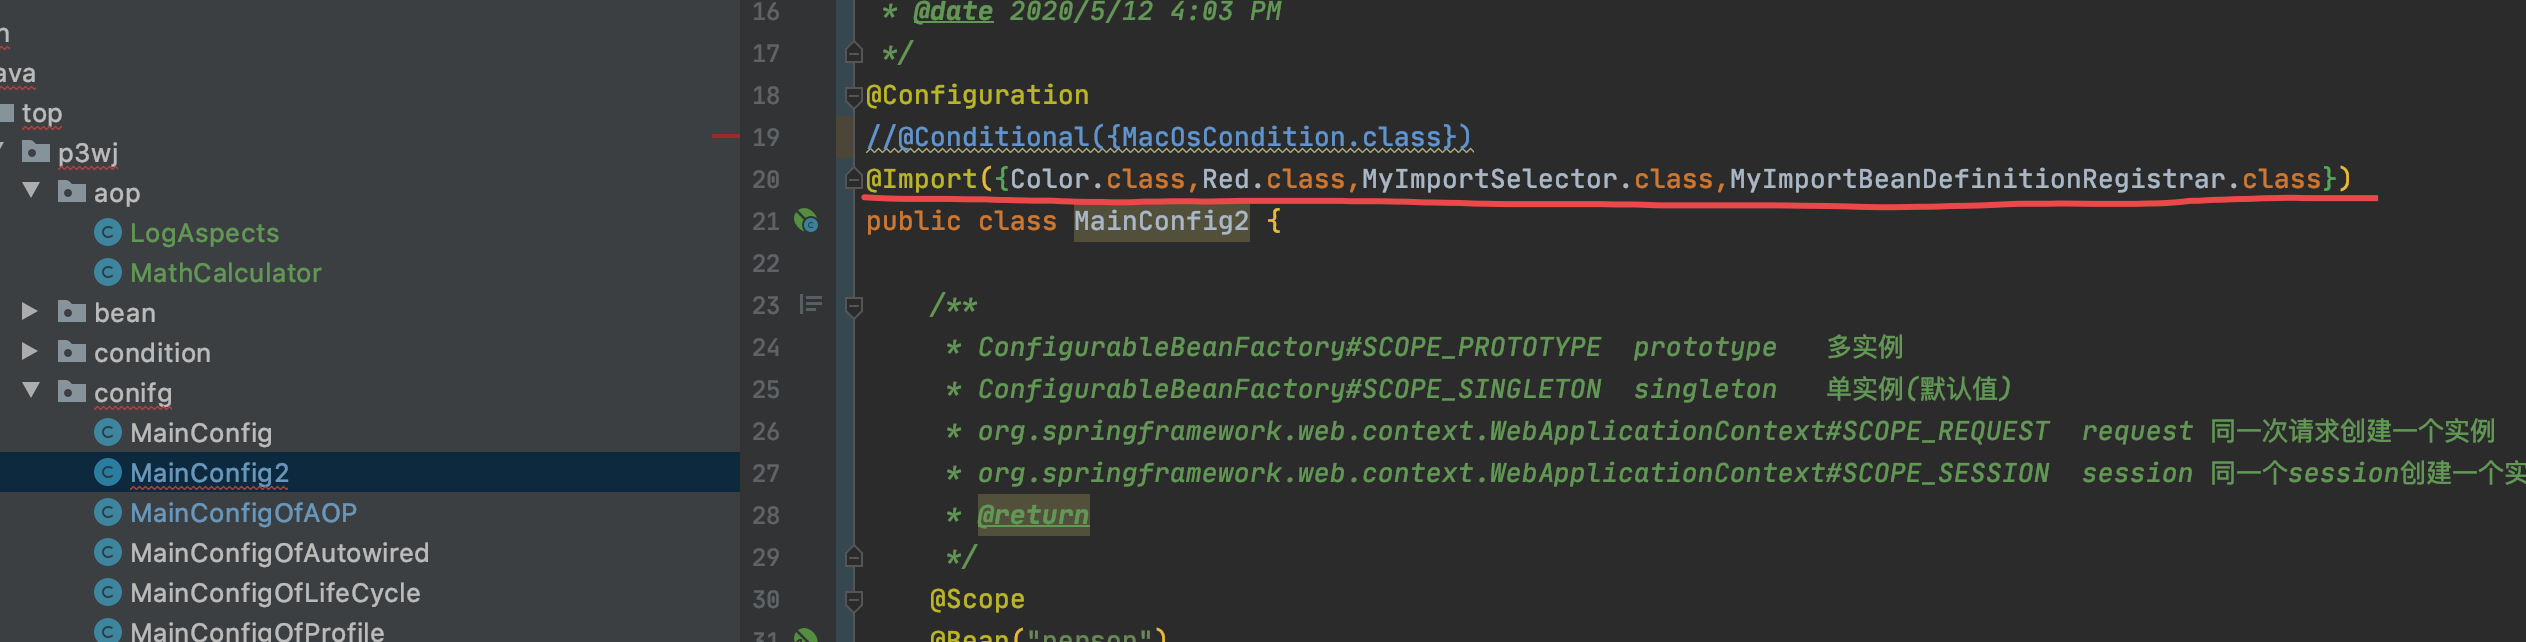 top
p3wj
aop
LogAspects
MathCalculator
bean
condition
conifg
MainConfig
MainConfig2
MainConfigOfAOP
MainConfigOfAutowired
MainConfigOfLifeCycle
MainConfigOfProfile
16 * @date 2020/5/12 4:03 PM
17 */
18 @Configuration
19 //@Conditional({MacOsCondition.class})
20 @Import({Color.class,Red.class,MyImportSelector.class,MyImportBeanDefinitionRegistrar.class})
21 public class MainConfig2 {
22
23 /**
24 * ConfigurableBeanFactory#SCOPE_PROTOTYPE prototype 多实例
25 * ConfigurableBeanFactory#SCOPE_SINGLETON singleton 单实例(默认值)
26 * org.springframework.web.context.WebApplicationContext#SCOPE_REQUEST request 同一次请求创建一个实例
27 * org.springframework.web.context.WebApplicationContext#SCOPE_SESSION session 同一个session创建一个实
28 * @return
29 */
30 @Scope
31 @Bean("person")